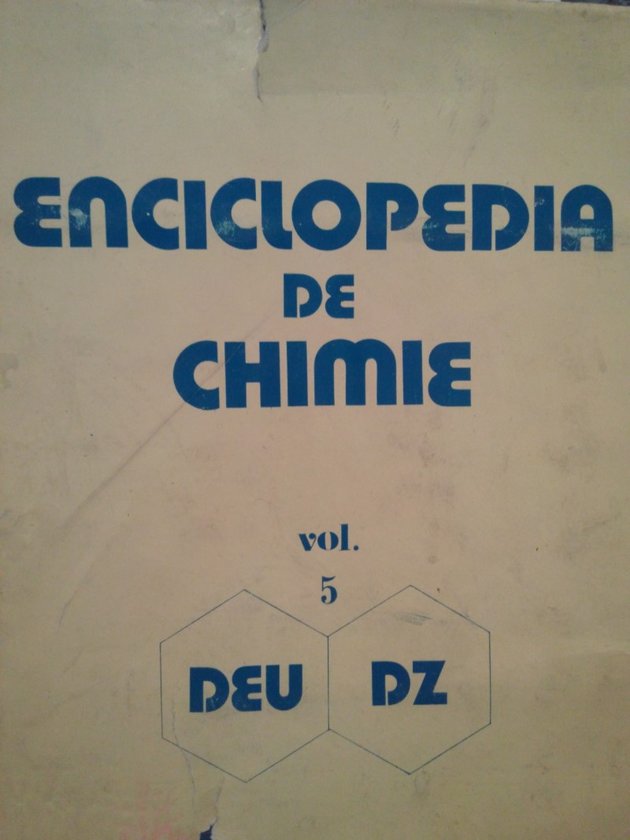 ENCICLOPEDIA
DE
CHIMIE
vol.
5
DEU DZ